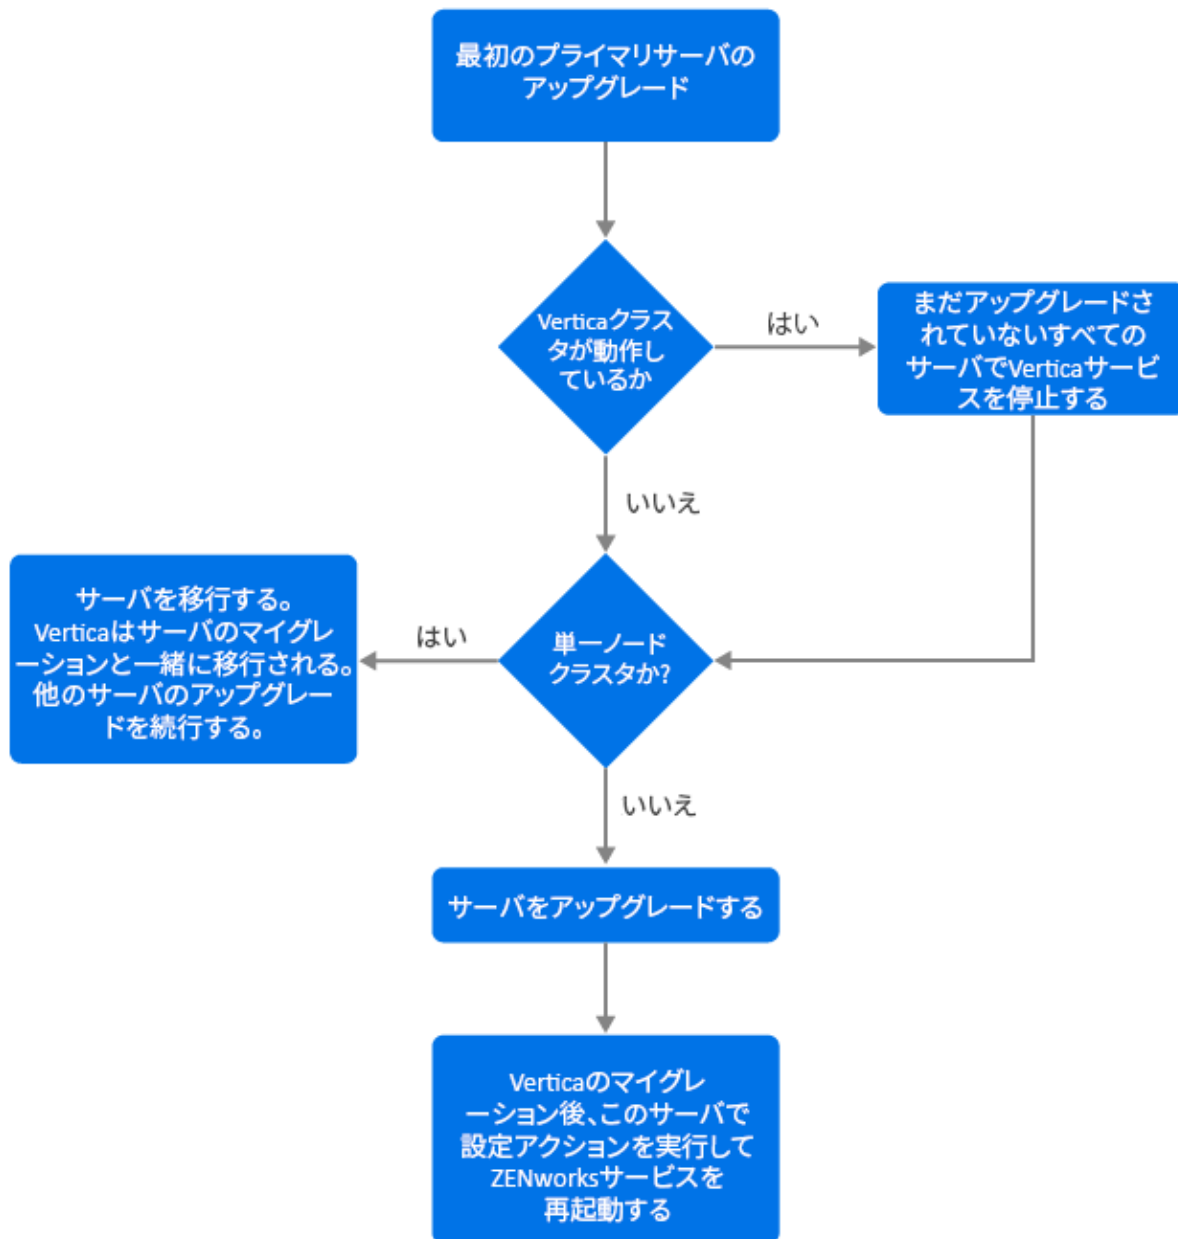 最初のプライマリサーバの
アップグレード
Verticaクラス
タが動作し
ているか
はい
まだアップグレードさ
れていないすべての
サーバでVerticaサービ
スを停止する
いいえ
単一ノード
クラスタか?
はい
サーバを移行する。
Verticaはサーバのマイグレ
ーションと一緒に移行される。
他のサーバのアップグレー
ドを続行する。
いいえ
サーバをアップグレードする
Verticaのマイグレ
ーション後、このサーバで
設定アクションを実行して
ZENworksサービスを
再起動する